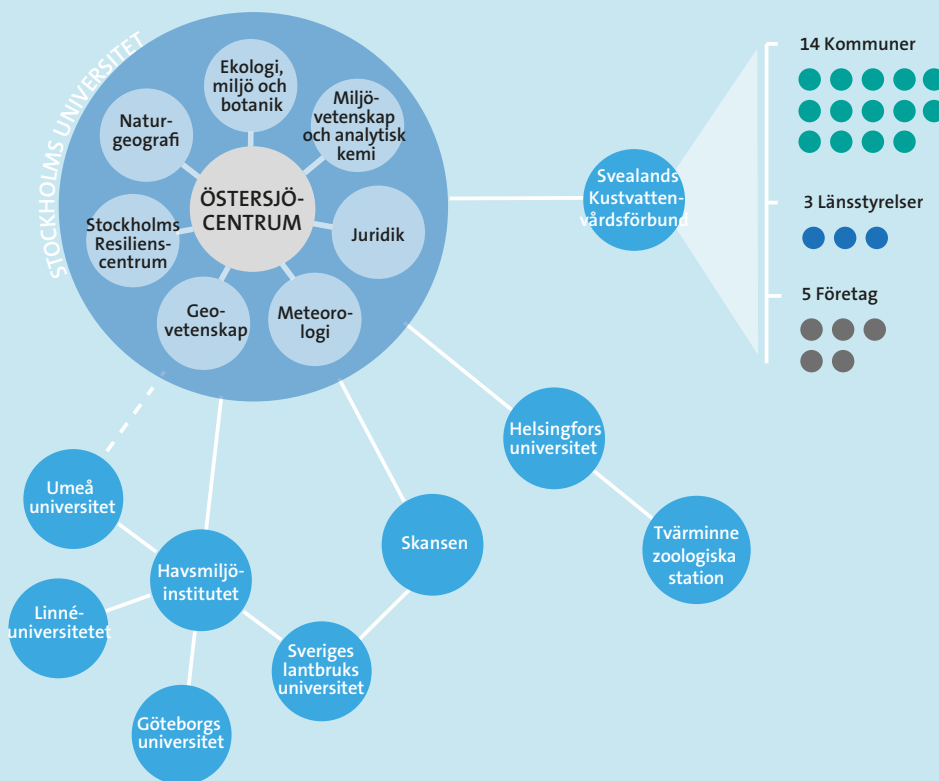 STOCKHOLMS UNIVERSITET
Ekologi,
miljö och
botanik
Miljö-
vetenskap
och analytisk
kemi
Natur-
geografi
ÖSTERSJÖ-
CENTRUM
Stockholms
Resiliens-
centrum
Juridik
Geo-
vetenskap
Meteoro-
logi
Svealands
Kustvatten-
vårdsförbund
14 Kommuner
3 Länsstyrelser
5 Företag
Helsingfors
universitet
Tvärminne
zoologiska
station
Umeå
universitet
Havsmiljö-
institutet
Skansen
Linné-
universitetet
Sveriges
lantbruks
universitet
Göteborgs
universitet